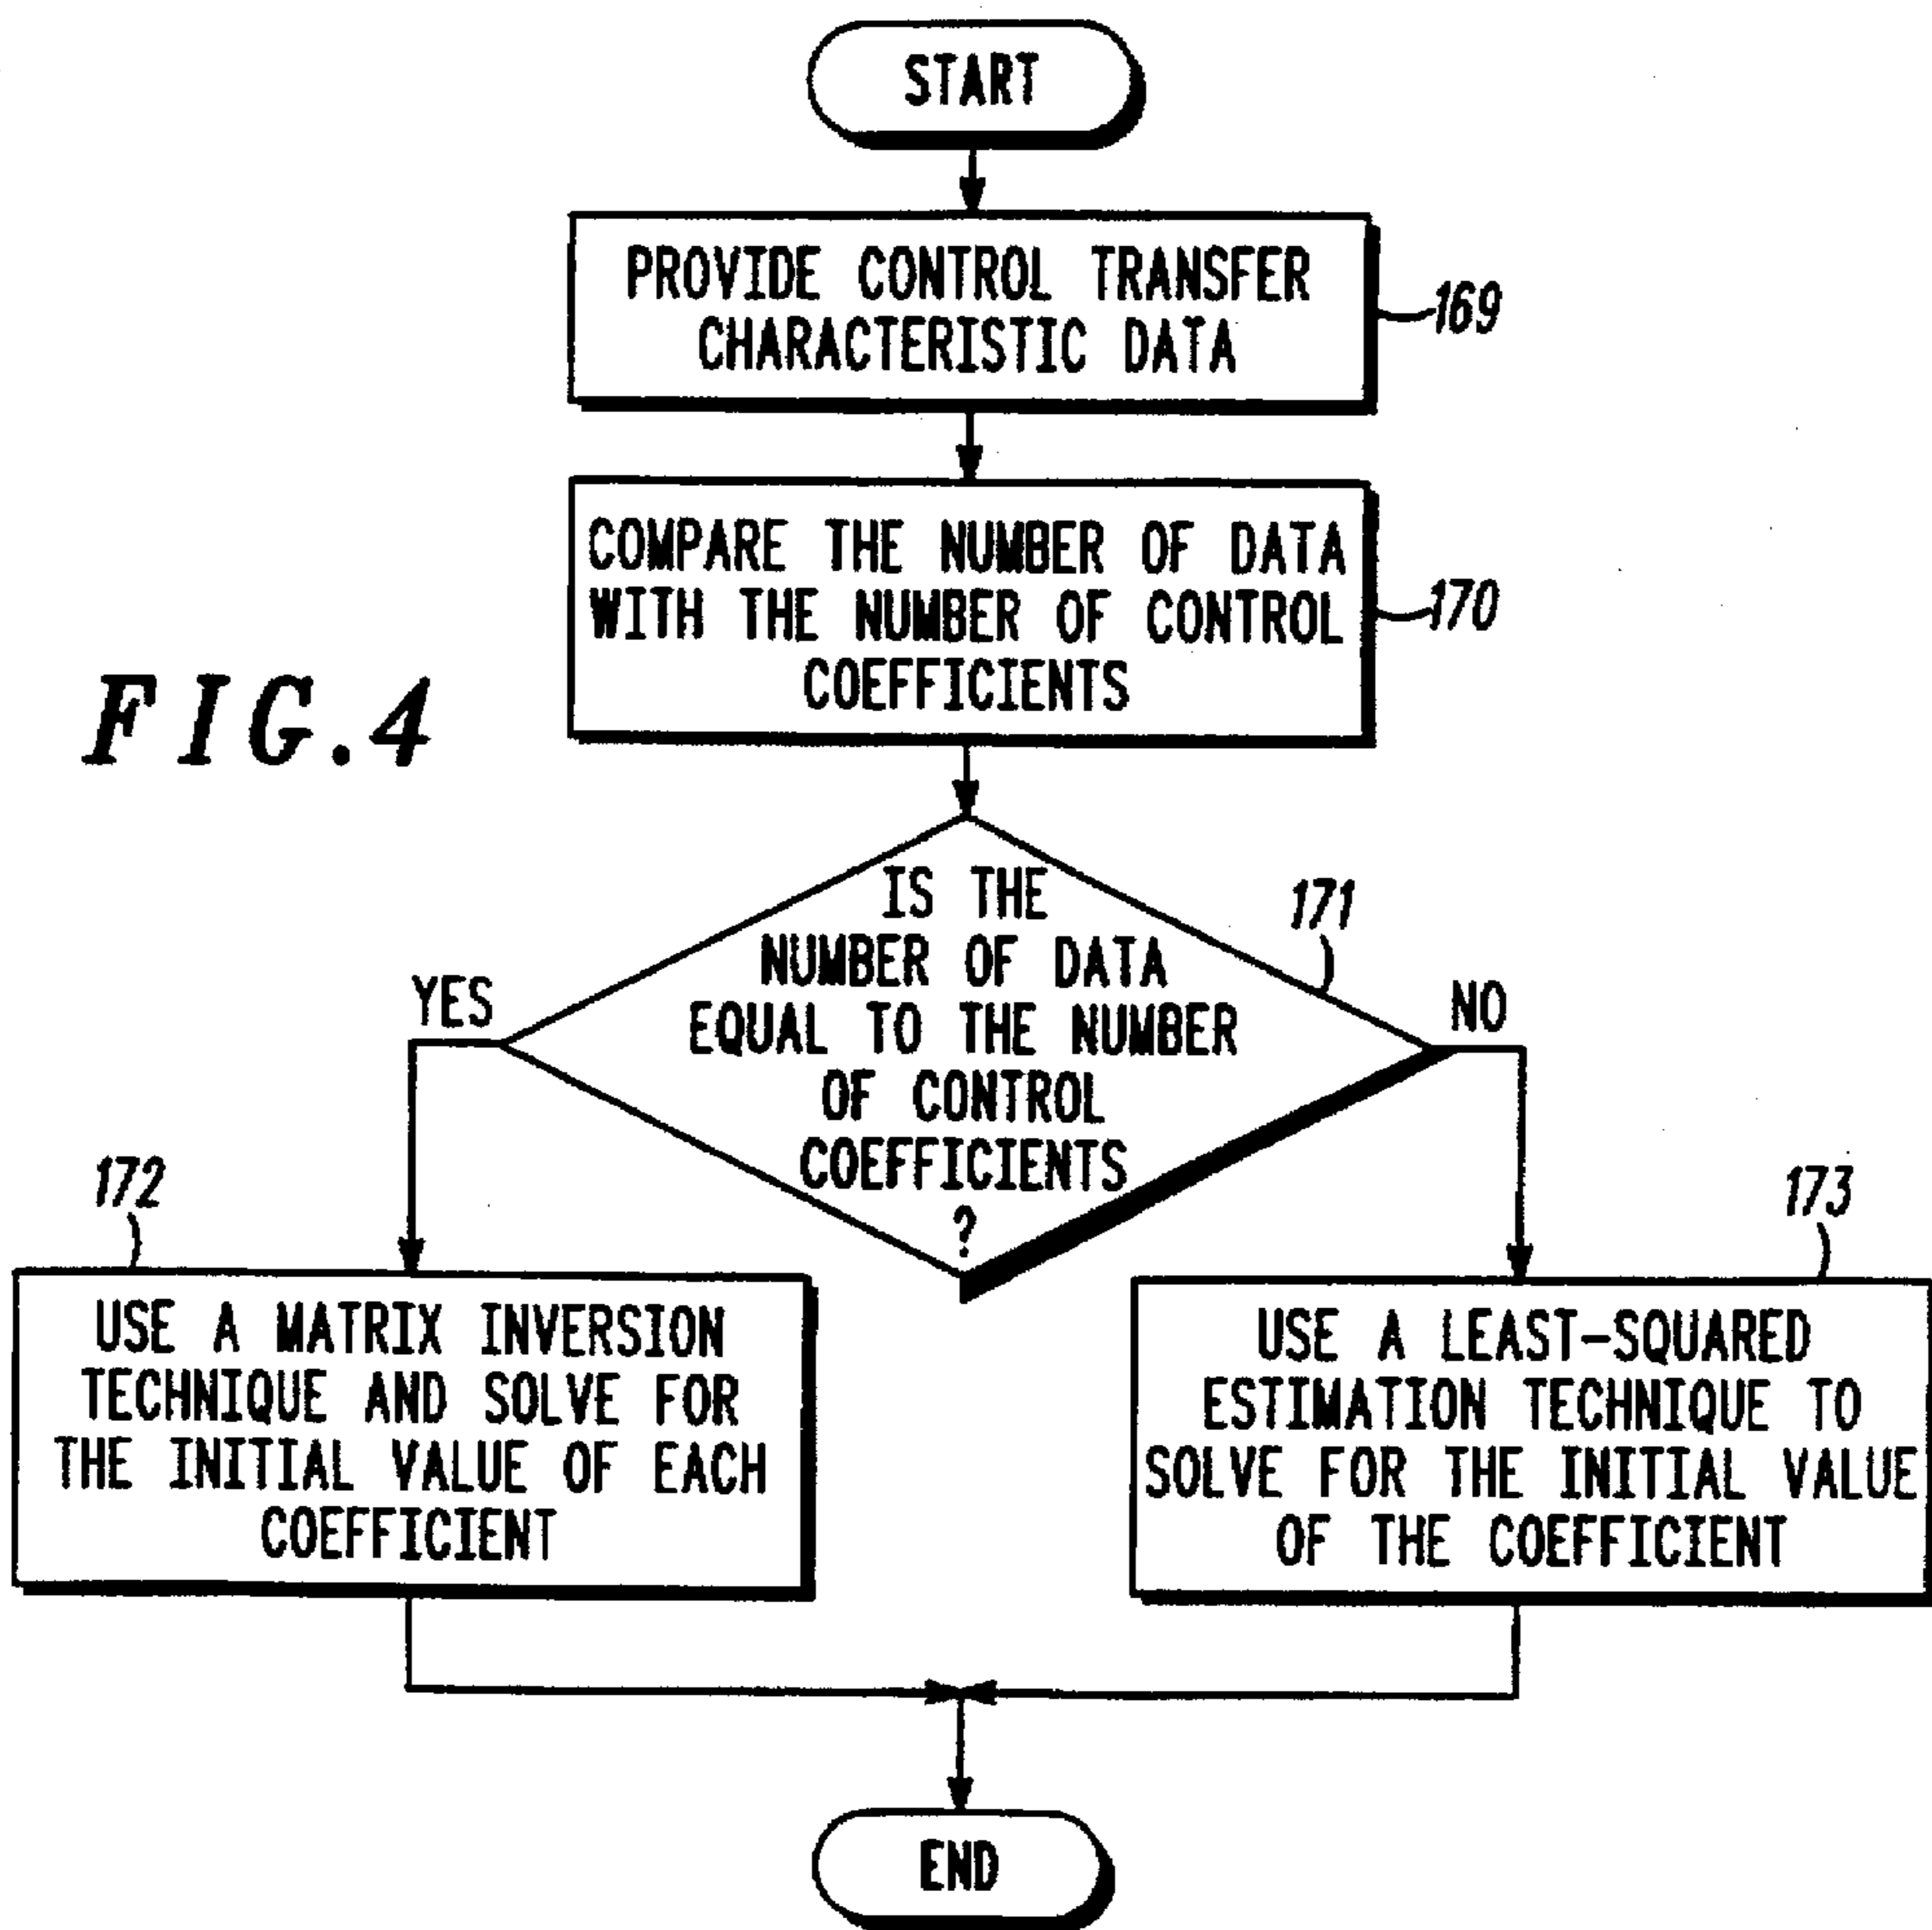 START
PROVIDE CONTROL TRANSFER
CHARACTERISTIC DATA
169
COMPARE THE NUMBER OF DATA
WITH THE NUMBER OF CONTROL
COEFFICIENTS
170
FIG.4
IS THE
NUMBER OF DATA
EQUAL TO THE NUMBER
OF CONTROL
COEFFICIENTS
?
171
YES
NO
172
USE A MATRIX INVERSION
TECHNIQUE AND SOLVE FOR
THE INITIAL VALUE OF EACH
COEFFICIENT
173
USE A LEAST-SQUARED
ESTIMATION TECHNIQUE TO
SOLVE FOR THE INITIAL VALUE
OF THE COEFFICIENT
END